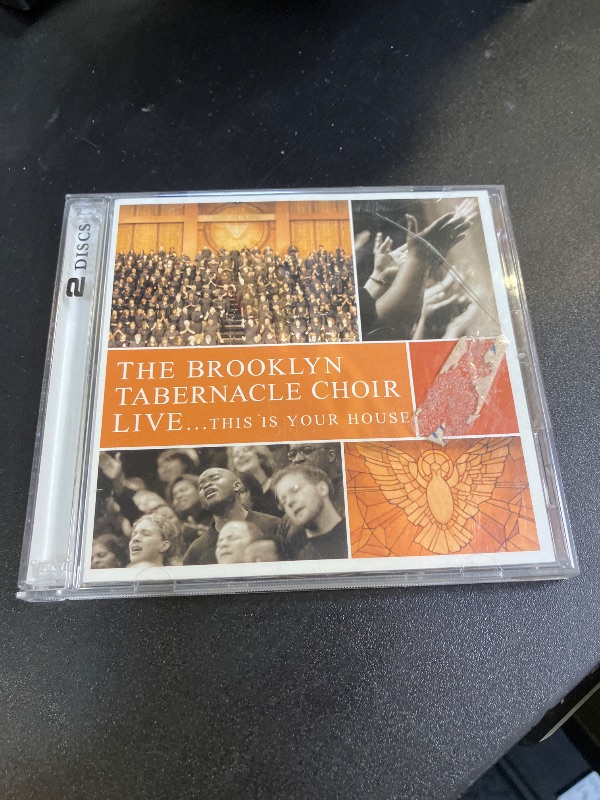 2 DISCS
THE BROOKLYN
TABERNACLE CHOIR
LIVE...THIS IS YOUR HOUSE